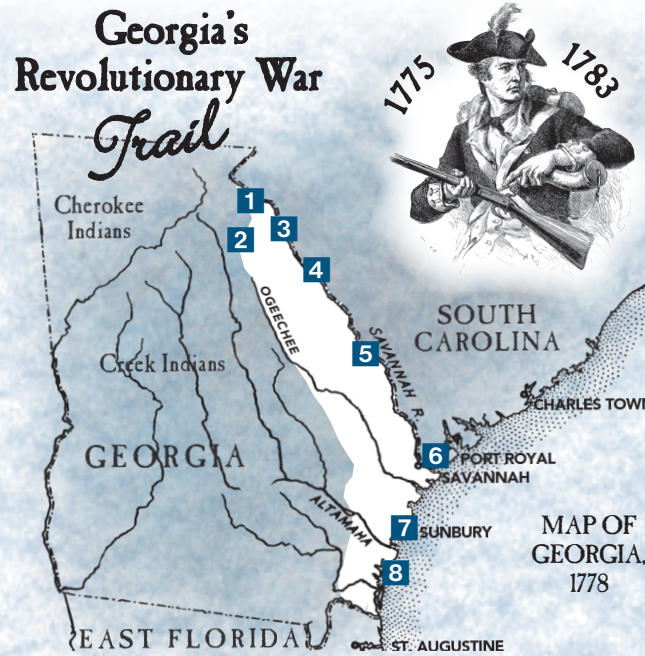 Georgia's
Revolutionary War
Trail
1775
1783
Cherokee
Indians
1
2
3
4
OGEECHEE
SOUTH
CAROLINA
SAVANNAH R.
5
Creek Indians
CHARLES TOWN
GEORGIA
6
PORT ROYAL
SAVANNAH
ALTAMAHA
7
SUNBURY
MAP OF
GEORGIA,
1778
8
EAST FLORIDA
ST. AUGUSTINE